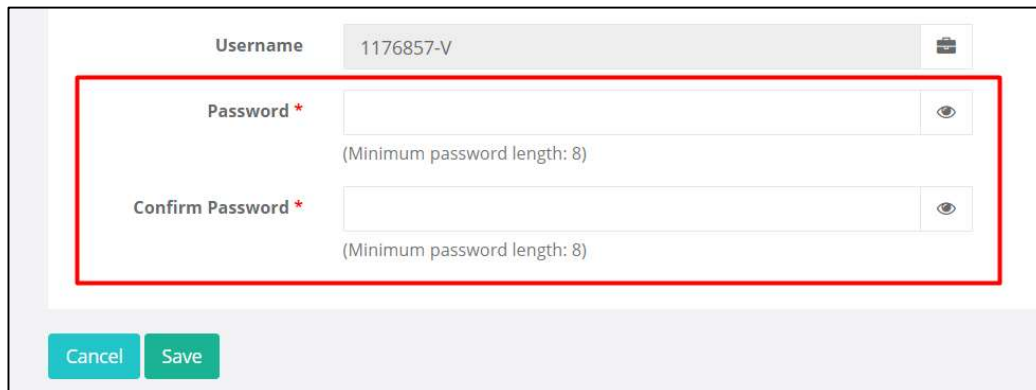 Username 1176857-V
Password *
(Minimum password length: 8)
Confirm Password *
(Minimum password length: 8)
Cancel Save